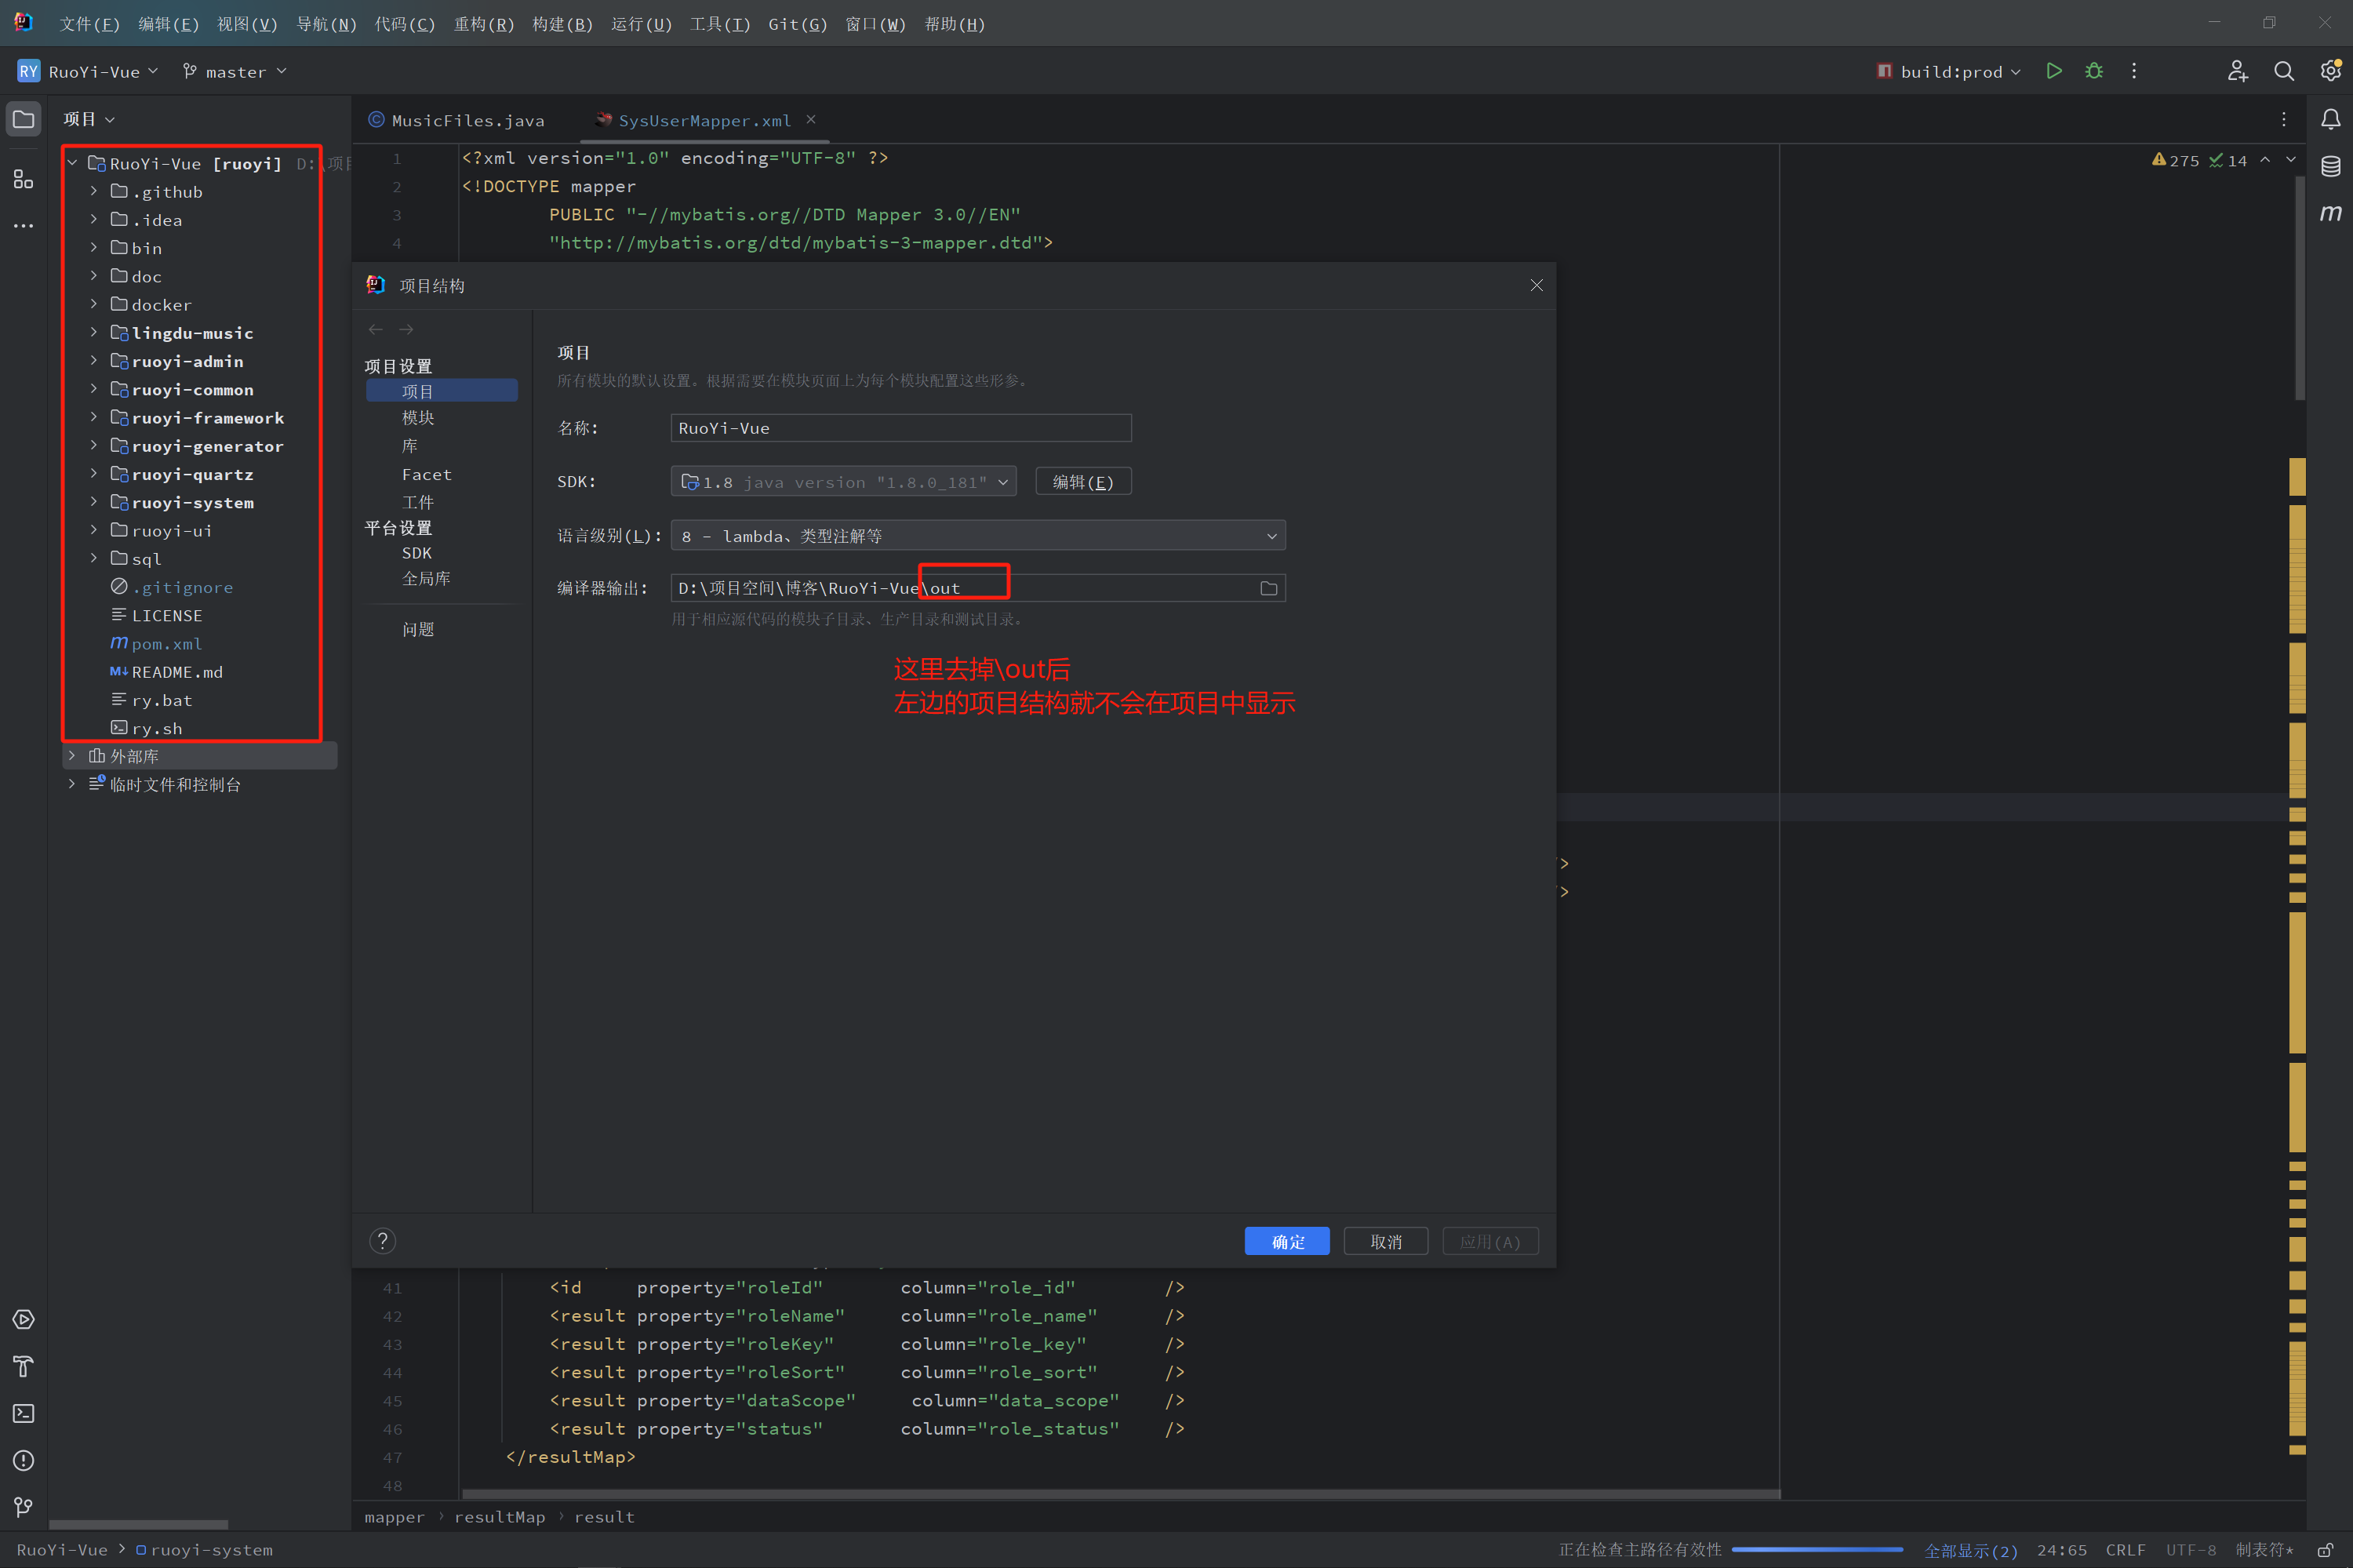 文件(F) 编辑(E) 视图(V) 导航(N) 代码(C) 重构(R) 构建(B) 运行(U) 工具(T) Git(G) 窗口(W) 帮助(H)
RY RuoYi-Vue master build:prod
项目
MusicFiles.java SysUserMapper.xml
RuoYi-Vue [ruoyi] D:\项目
.github
.idea
bin
doc
docker
lingdu-music
ruoyi-admin
ruoyi-common
ruoyi-framework
ruoyi-generator
ruoyi-quartz
ruoyi-system
ruoyi-ui
sql
.gitignore
LICENSE
pom.xml
README.md
ry.bat
ry.sh
外部库
临时文件和控制台
275 14
1 <?xml version="1.0" encoding="UTF-8" ?>
2 <!DOCTYPE mapper
3 PUBLIC "-//mybatis.org//DTD Mapper 3.0//EN"
4 "http://mybatis.org/dtd/mybatis-3-mapper.dtd">
项目结构
项目设置
项目
模块
库
Facet
工件
平台设置
SDK
全局库
问题
项目
所有模块的默认设置。根据需要在模块页面上为每个模块配置这些形参。
名称: RuoYi-Vue
SDK: 1.8 java version "1.8.0_181" 编辑(E)
语言级别(L): 8 - lambda、类型注解等
编译器输出: D:\项目空间\博客\RuoYi-Vue\out
用于相应源代码的模块子目录、生产目录和测试目录。
这里去掉\out后
左边的项目结构就不会在项目中显示
/>
/>
? 确定 取消 应用(A)
41 <id property="roleId" column="role_id" />
42 <result property="roleName" column="role_name" />
43 <result property="roleKey" column="role_key" />
44 <result property="roleSort" column="role_sort" />
45 <result property="dataScope" column="data_scope" />
46 <result property="status" column="role_status" />
47 </resultMap>
48
mapper › resultMap › result
RuoYi-Vue > ruoyi-system 正在检查主路径有效性 全部显示(2) 24:65 CRLF UTF-8 制表符*